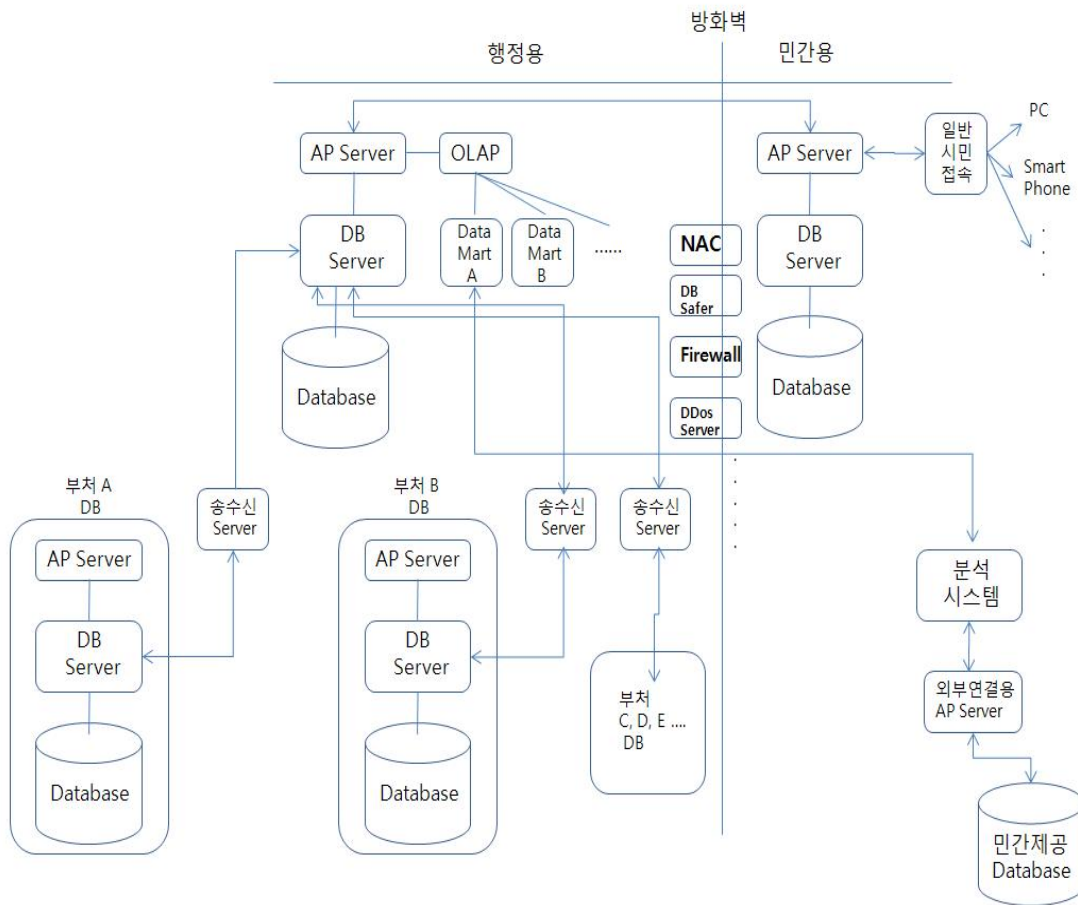 방화벽
행정용
민간용
AP Server
OLAP
AP Server
일반
시민
접속
PC
Smart
Phone
.
.
.
DB
Server
Data
Mart
A
Data
Mart
B
......
NAC
DB
Safer
Firewall
DDos
Server
.
.
.
.
.
.
DB
Server
Database
Database
부처 A
DB
송수신
Server
부처 B
DB
송수신
Server
송수신
Server
AP Server
DB
Server
Database
AP Server
DB
Server
Database
부처
C, D, E ....
DB
분석
시스템
외부연결용
AP Server
민간제공
Database